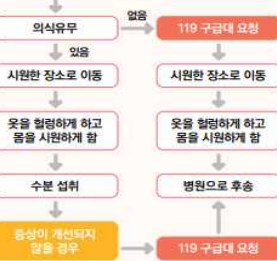 의식유무
없음
119 구급대 요청
있음
시원한 장소로 이동
시원한 장소로 이동
옷을 헐렁하게 하고
몸을 시원하게 함
옷을 헐렁하게 하고
몸을 시원하게 함
수분 섭취
병원으로 후송
증상이 개선되지
않을 경우
119 구급대 요청